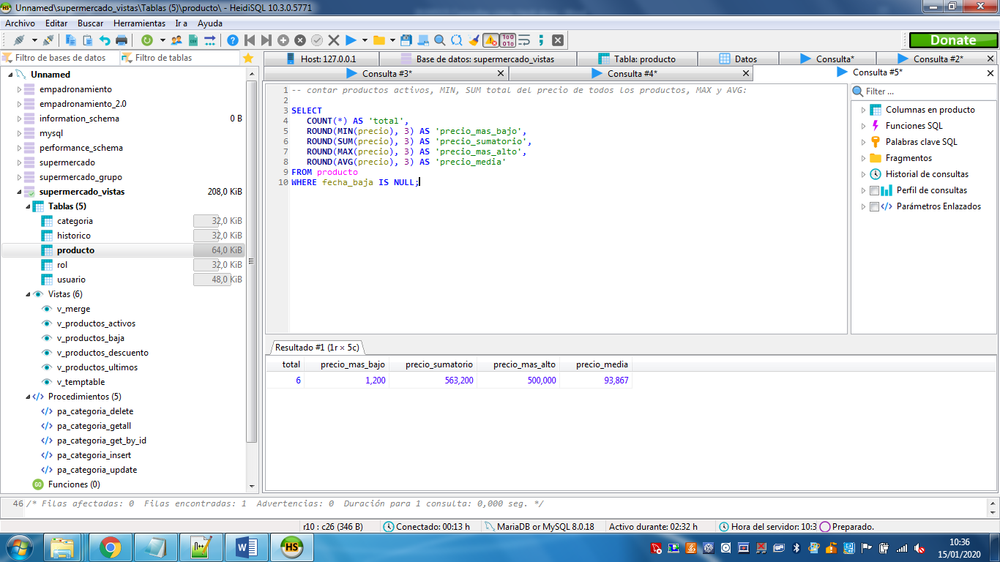 Unnamed\supermercado_vistas\Tablas (5)\producto\ - HeidiSQL 10.3.0.5771
Archivo Editar Buscar Herramientas Ir a Ayuda
Donate
Filtro de bases de datos Filtro de tablas
Host: 127.0.0.1 Base de datos: supermercado_vistas Tabla: producto Datos Consulta* Consulta #2*
Consulta #3* Consulta #4* Consulta #5*
Unnamed
empadronamiento
empadronamiento_2.0
information_schema 0 B
mysql
performance_schema
supermercado
supermercado_grupo
supermercado_vistas 208,0 KiB
Tablas (5)
categoria 32,0 KiB
historico 32,0 KiB
producto 64,0 KiB
rol 32,0 KiB
usuario 48,0 KiB
Vistas (6)
v_merge
v_productos_activos
v_productos_baja
v_productos_descuento
v_productos_ultimos
v_temptable
Procedimientos (5)
pa_categoria_delete
pa_categoria_getall
pa_categoria_get_by_id
pa_categoria_insert
pa_categoria_update
Funciones (0)
1 -- contar productos activos, MIN, SUM total del precio de todos los productos, MAX y AVG:
2
3 SELECT
4 COUNT(*) AS 'total',
5 ROUND(MIN(precio), 3) AS 'precio_mas_bajo',
6 ROUND(SUM(precio), 3) AS 'precio_sumatorio',
7 ROUND(MAX(precio), 3) AS 'precio_mas_alto',
8 ROUND(AVG(precio), 3) AS 'precio_media'
9 FROM producto
10 WHERE fecha_baja IS NULL;
Filter ...
Columnas en producto
Funciones SQL
Palabras clave SQL
Fragmentos
Historial de consultas
Perfil de consultas
Parámetros Enlazados
Resultado #1 (1r × 5c)
total precio_mas_bajo precio_sumatorio precio_mas_alto precio_media
6 1,200 563,200 500,000 93,867
46 /* Filas afectadas: 0 Filas encontradas: 1 Advertencias: 0 Duración para 1 consulta: 0,000 seg. */
r10 : c26 (346 B) Conectado: 00:13 h MariaDB or MySQL 8.0.18 Activo durante: 02:32 h Hora del servidor: 10:3 Preparado.
HS
10:36
15/01/2020